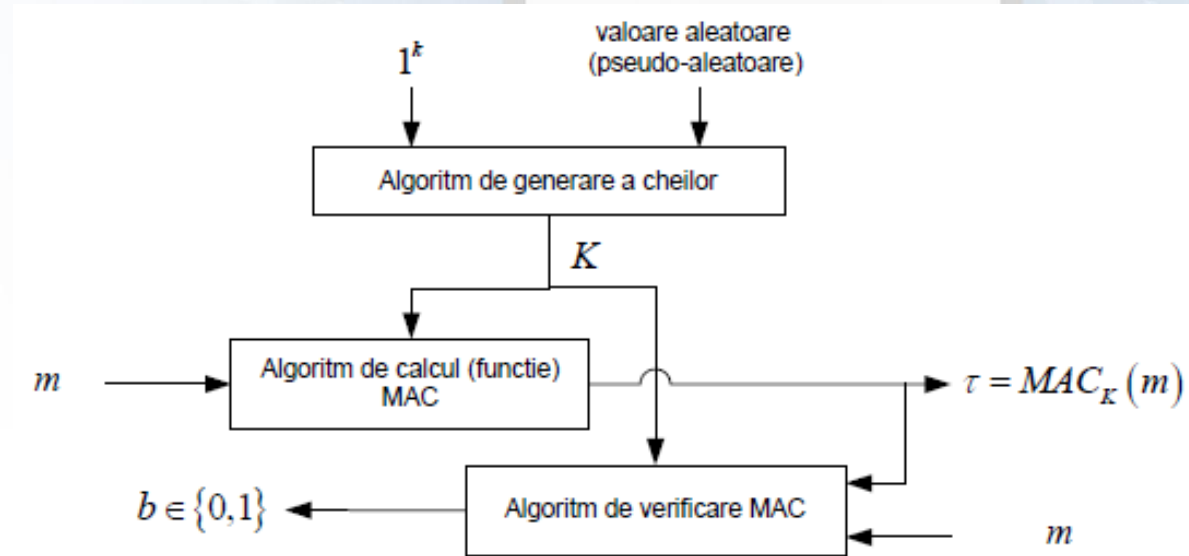 valoare aleatoare
(pseudo-aleatoare)
1^k
Algoritm de generare a cheilor
K
Algoritm de calcul (functie)
MAC
m
τ = MAC_K (m)
Algoritm de verificare MAC
b ∈ {0,1}
m